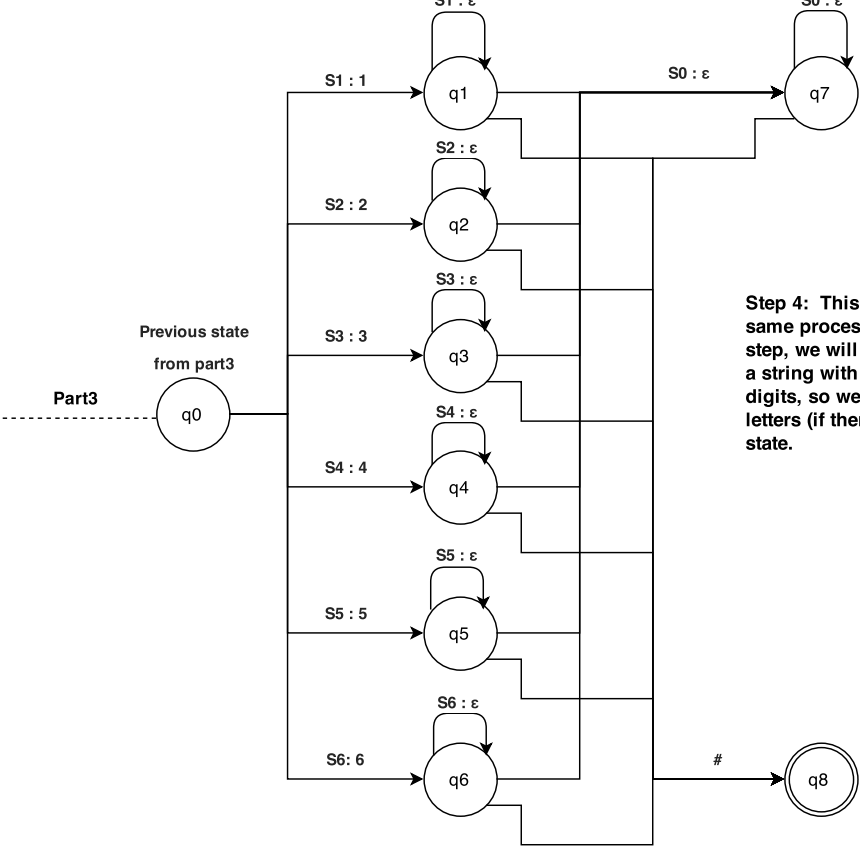 S1 : ε
S0 : ε
S1 : 1
q1
S0 : ε
q7
S2 : ε
S2 : 2
q2
S3 : ε
Step 4:  This
same proces
step, we will
a string with
digits, so we
letters (if ther
state.
Previous state
from part3
S3 : 3
q3
Part3
q0
S4 : ε
S4 : 4
q4
S5 : ε
S5 : 5
q5
S6 : ε
S6: 6
q6
#
q8